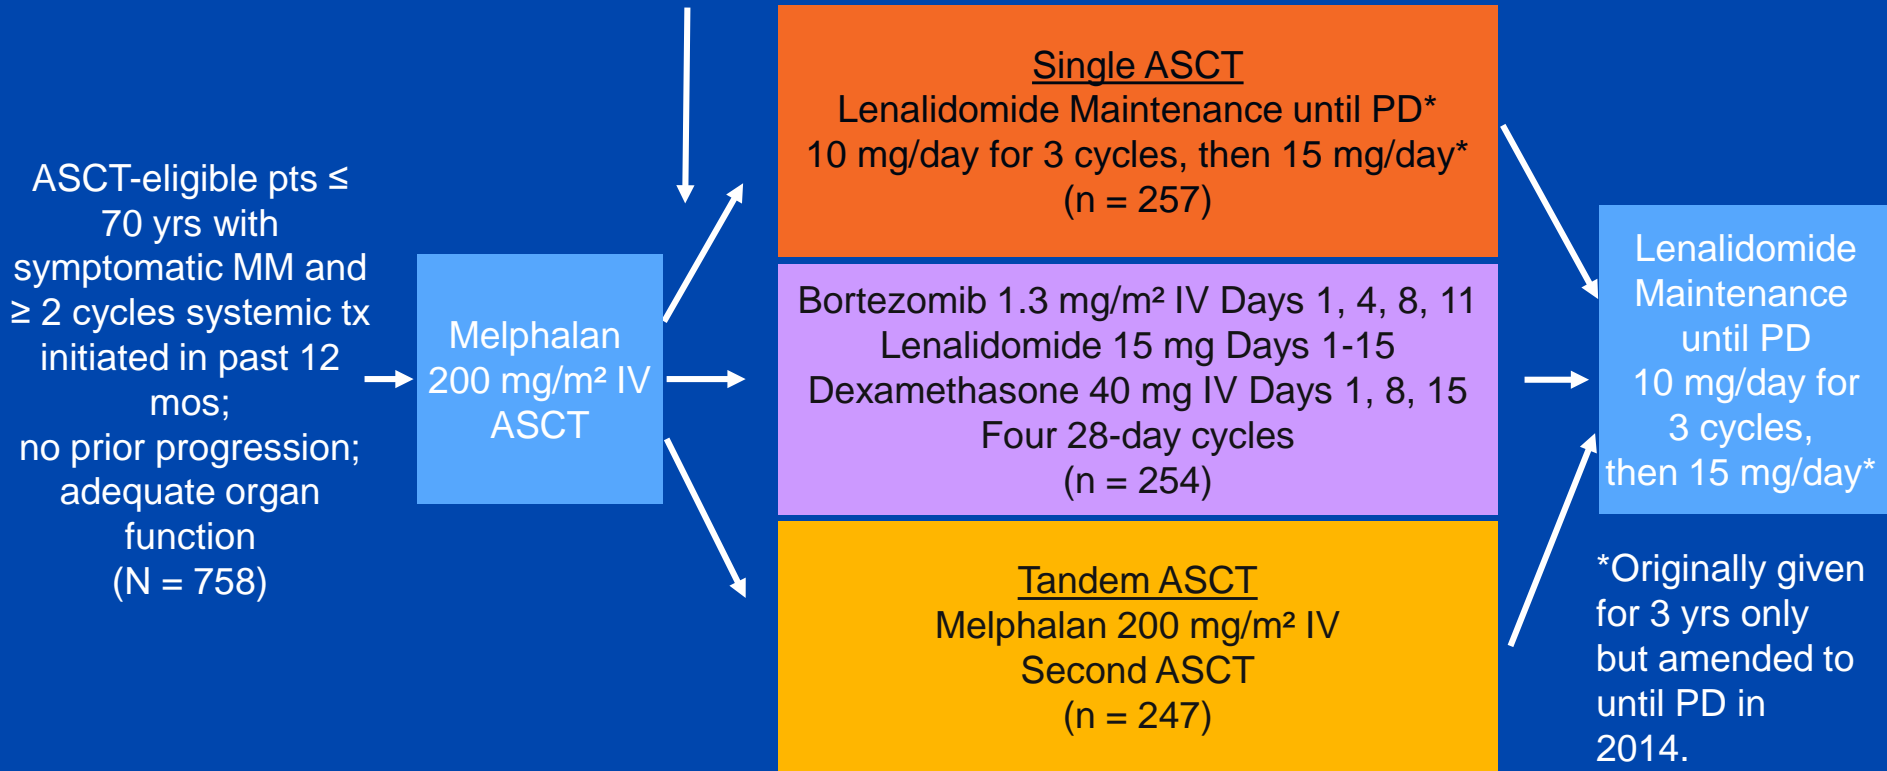 ASCT-eligible pts ≤
70 yrs with
symptomatic MM and
≥ 2 cycles systemic tx
initiated in past 12
mos;
no prior progression;
adequate organ
function
(N = 758)
Melphalan
200 mg/m² IV
ASCT
Single ASCT
Lenalidomide Maintenance until PD*
10 mg/day for 3 cycles, then 15 mg/day*
(n = 257)
Bortezomib 1.3 mg/m² IV Days 1, 4, 8, 11
Lenalidomide 15 mg Days 1-15
Dexamethasone 40 mg IV Days 1, 8, 15
Four 28-day cycles
(n = 254)
Tandem ASCT
Melphalan 200 mg/m² IV
Second ASCT
(n = 247)
Lenalidomide
Maintenance
until PD
10 mg/day for
3 cycles,
then 15 mg/day*
*Originally given
for 3 yrs only
but amended to
until PD in
2014.